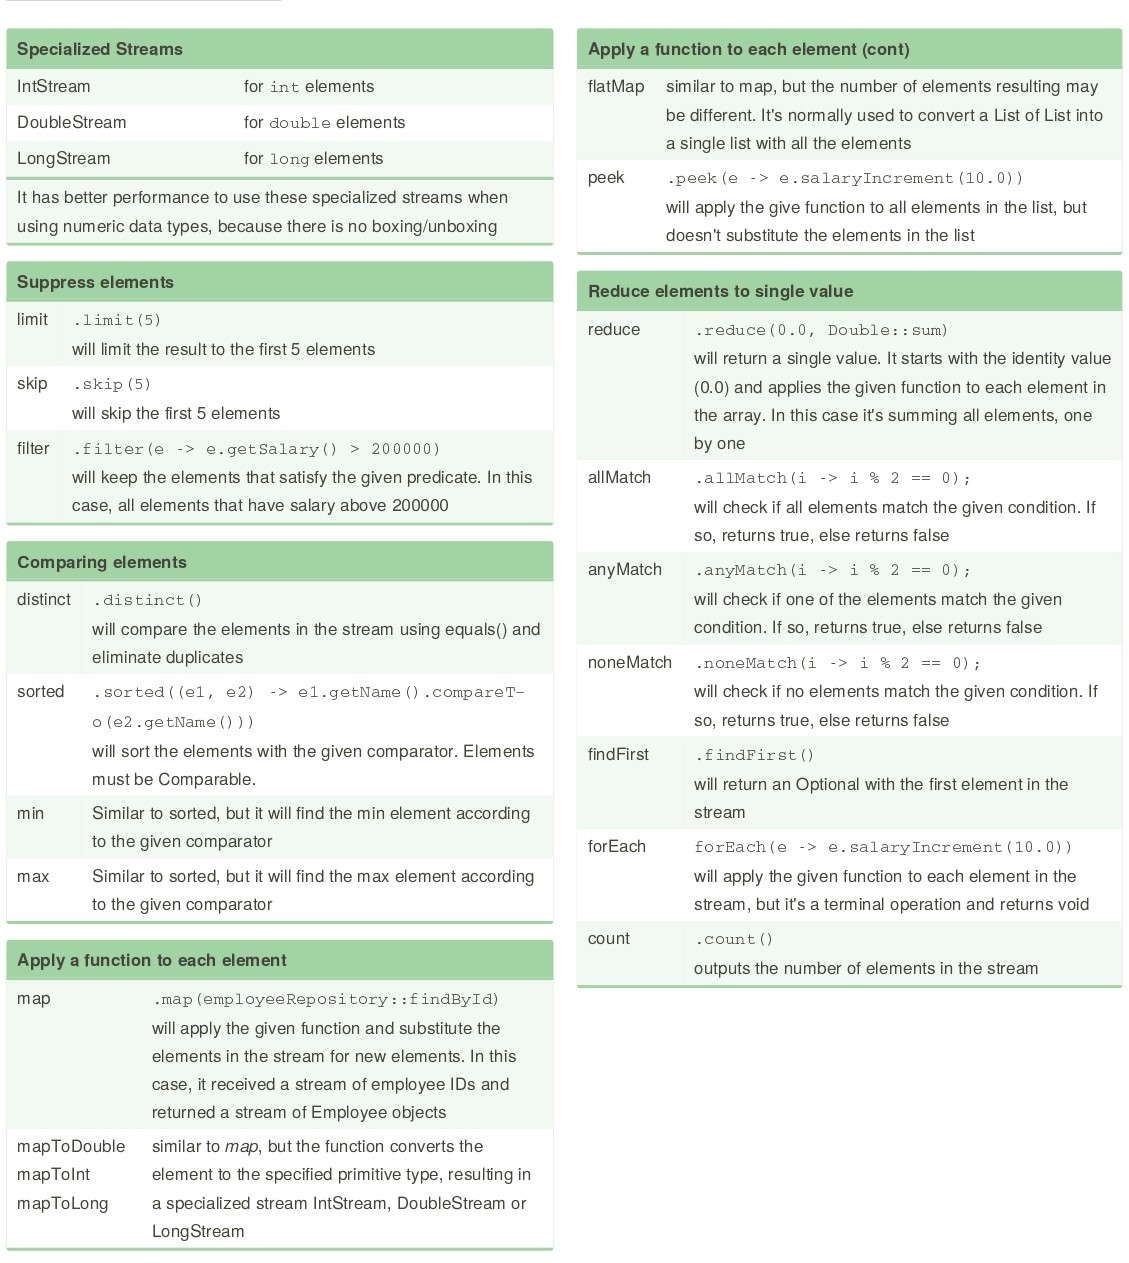 Specialized Streams
IntStream for int elements
DoubleStream for double elements
LongStream for long elements
It has better performance to use these specialized streams when
using numeric data types, because there is no boxing/unboxing
Suppress elements
limit .limit(5)
will limit the result to the first 5 elements
skip .skip(5)
will skip the first 5 elements
filter .filter(e -> e.getSalary() > 200000)
will keep the elements that satisfy the given predicate. In this
case, all elements that have salary above 200000
Comparing elements
distinct .distinct()
will compare the elements in the stream using equals() and
eliminate duplicates
sorted .sorted((e1, e2) -> e1.getName().compareT-
o(e2.getName()))
will sort the elements with the given comparator. Elements
must be Comparable.
min Similar to sorted, but it will find the min element according
to the given comparator
max Similar to sorted, but it will find the max element according
to the given comparator
Apply a function to each element
map .map(employeeRepository::findById)
will apply the given function and substitute the
elements in the stream for new elements. In this
case, it received a stream of employee IDs and
returned a stream of Employee objects
mapToDouble similar to map, but the function converts the
mapToInt element to the specified primitive type, resulting in
mapToLong a specialized stream IntStream, DoubleStream or
LongStream
Apply a function to each element (cont)
flatMap similar to map, but the number of elements resulting may
be different. It's normally used to convert a List of List into
a single list with all the elements
peek .peek(e -> e.salaryIncrement(10.0))
will apply the give function to all elements in the list, but
doesn't substitute the elements in the list
Reduce elements to single value
reduce .reduce(0.0, Double::sum)
will return a single value. It starts with the identity value
(0.0) and applies the given function to each element in
the array. In this case it's summing all elements, one
by one
allMatch .allMatch(i -> i % 2 == 0);
will check if all elements match the given condition. If
so, returns true, else returns false
anyMatch .anyMatch(i -> i % 2 == 0);
will check if one of the elements match the given
condition. If so, returns true, else returns false
noneMatch .noneMatch(i -> i % 2 == 0);
will check if no elements match the given condition. If
so, returns true, else returns false
findFirst .findFirst()
will return an Optional with the first element in the
stream
forEach forEach(e -> e.salaryIncrement(10.0))
will apply the given function to each element in the
stream, but it's a terminal operation and returns void
count .count()
outputs the number of elements in the stream